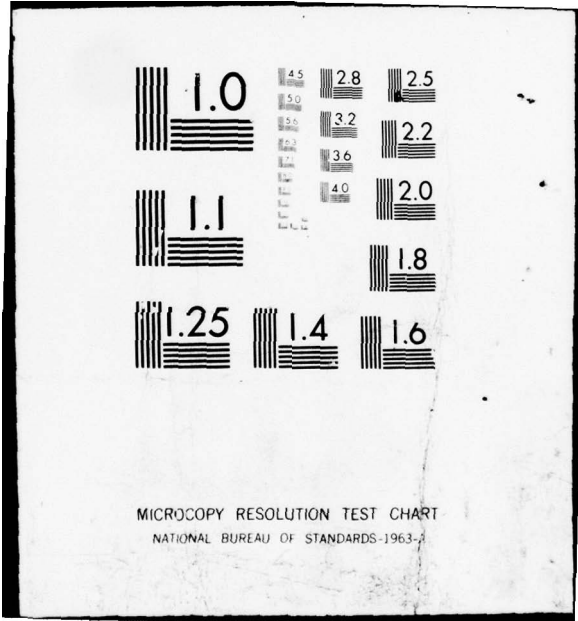 1.0
4.5 2.8 2.5
5.0
5.6 3.2 2.2
6.3
3.6
4.0 2.0
1.1
1.8
1.25 1.4 1.6
MICROCOPY RESOLUTION TEST CHART
NATIONAL BUREAU OF STANDARDS-1963-A